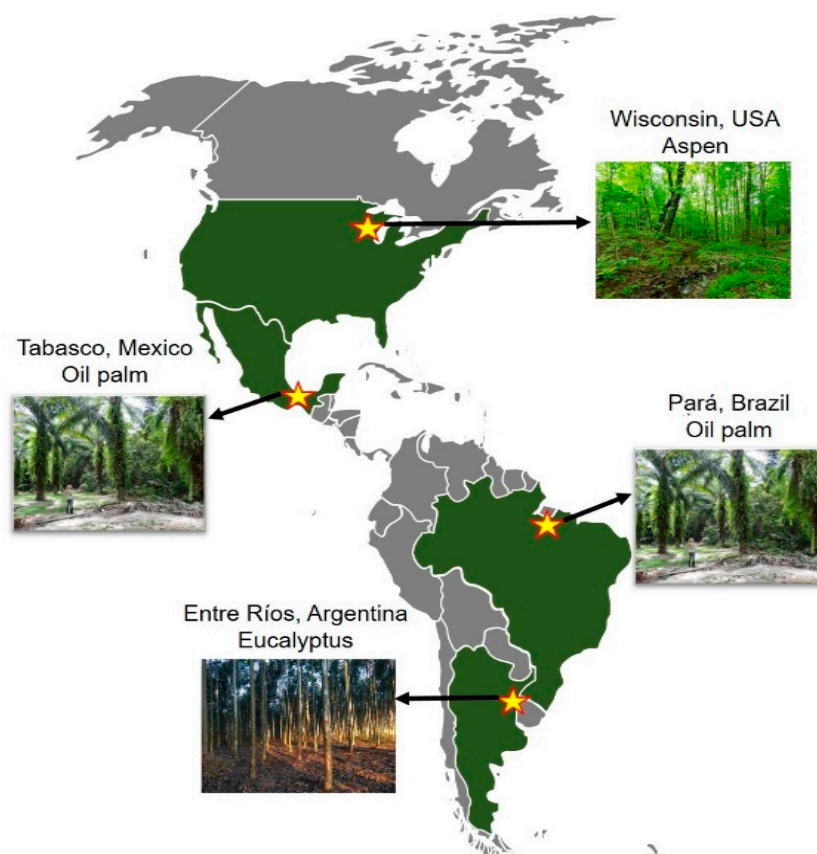 Wisconsin, USA
Aspen
Tabasco, Mexico
Oil palm
Pará, Brazil
Oil palm
Entre Ríos, Argentina
Eucalyptus